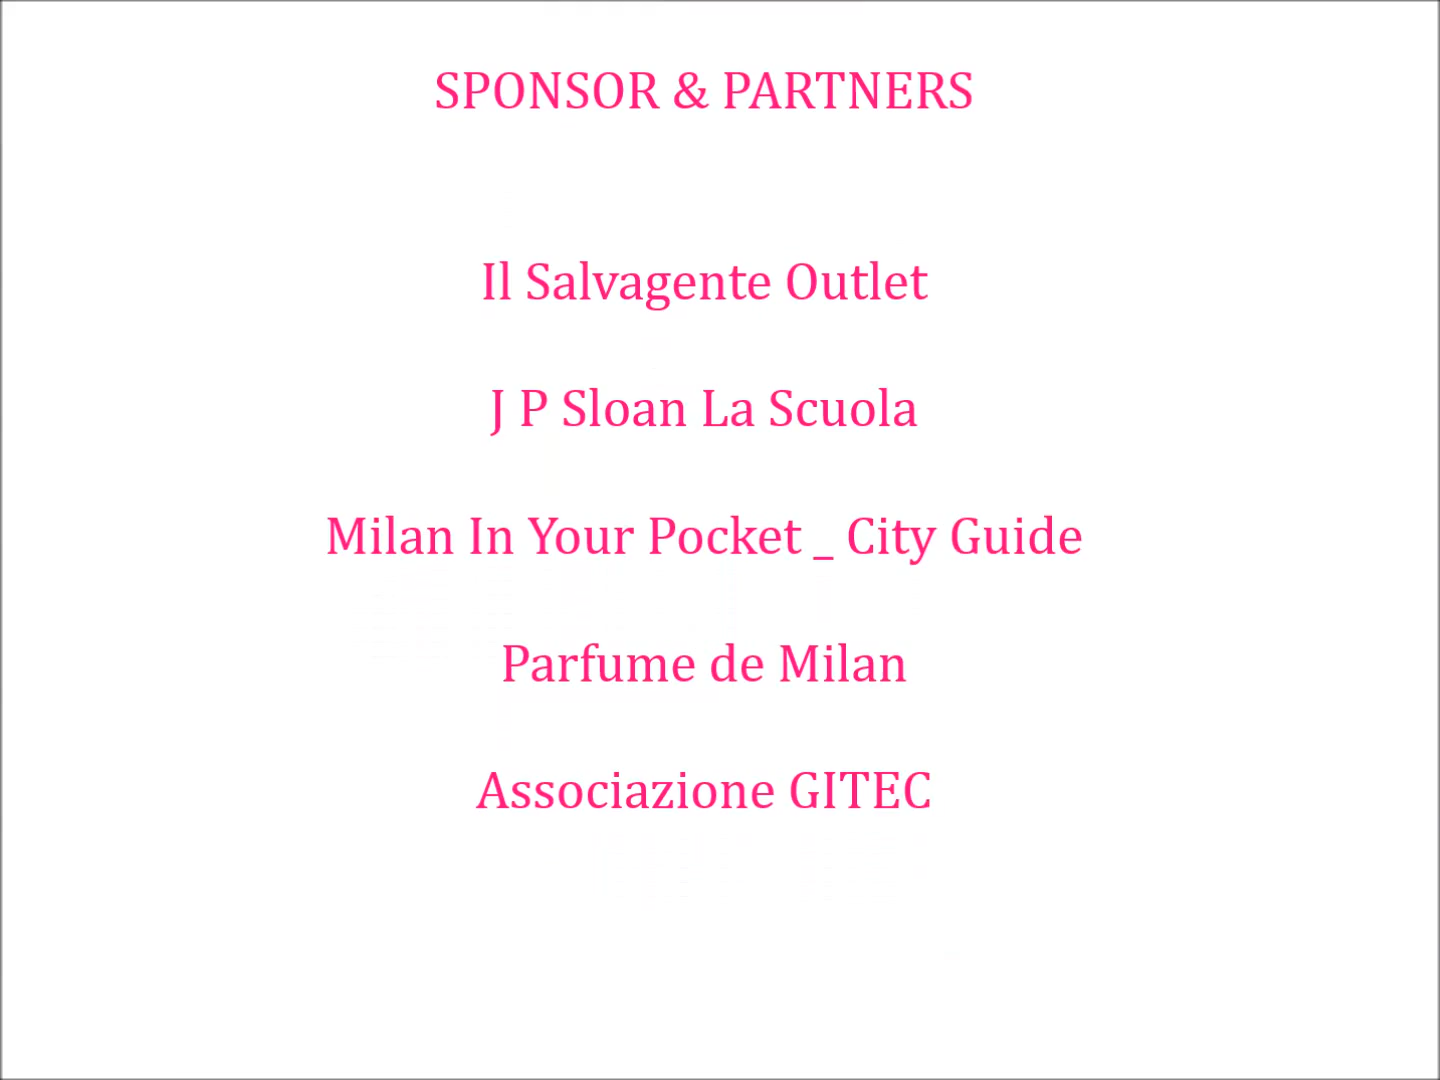 SPONSOR & PARTNERS
Il Salvagente Outlet
J P Sloan La Scuola
Milan In Your Pocket _ City Guide
Parfume de Milan
Associazione GITEC